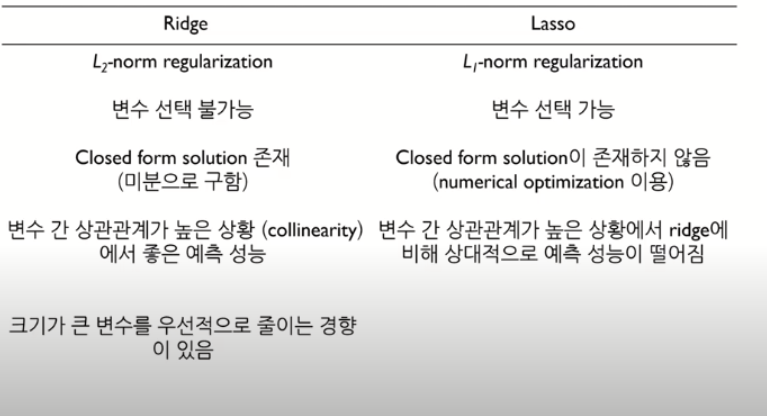 Ridge
Lasso
L2-norm regularization
L1-norm regularization
변수 선택 불가능
변수 선택 가능
Closed form solution 존재
(미분으로 구함)
Closed form solution이 존재하지 않음
(numerical optimization 이용)
변수 간 상관관계가 높은 상황 (collinearity)
에서 좋은 예측 성능
변수 간 상관관계가 높은 상황에서 ridge에
비해 상대적으로 예측 성능이 떨어짐
크기가 큰 변수를 우선적으로 줄이는 경향
이 있음